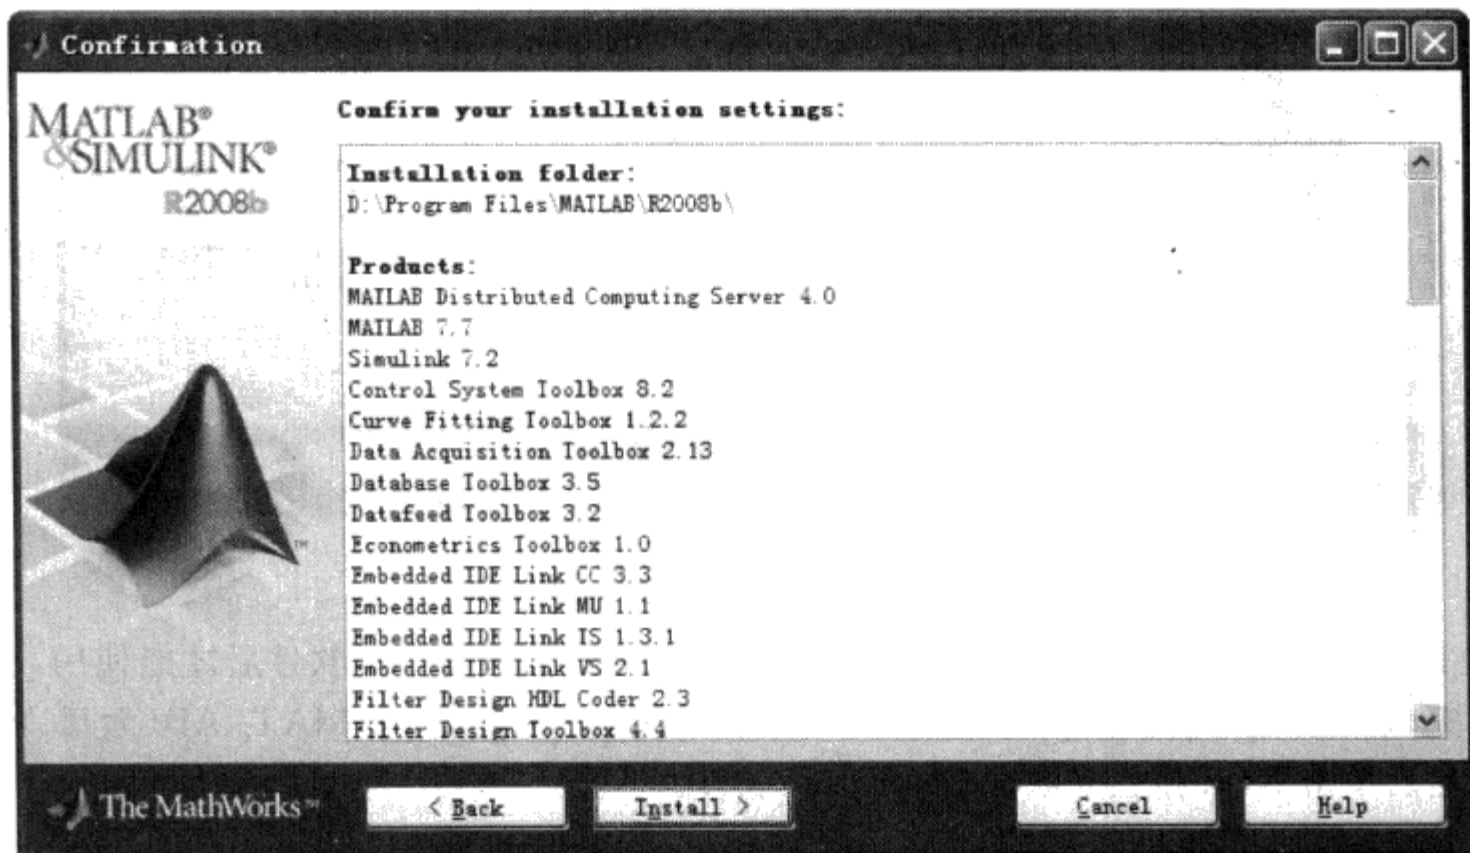 Confirmation
MATLAB®
&SIMULINK®
R2008b
Confirm your installation settings:
Installation folder:
D:\Program Files\MATLAB\R2008b\
Products:
MATLAB Distributed Computing Server 4.0
MATLAB 7.7
Simulink 7.2
Control System Toolbox 8.2
Curve Fitting Toolbox 1.2.2
Data Acquisition Toolbox 2.13
Database Toolbox 3.5
Datafeed Toolbox 3.2
Econometrics Toolbox 1.0
Embedded IDE Link CC 3.3
Embedded IDE Link MU 1.1
Embedded IDE Link TS 1.3.1
Embedded IDE Link VS 2.1
Filter Design HDL Coder 2.3
Filter Design Toolbox 4.4
TM
The MathWorks™
< Back
Install >
Cancel
Help